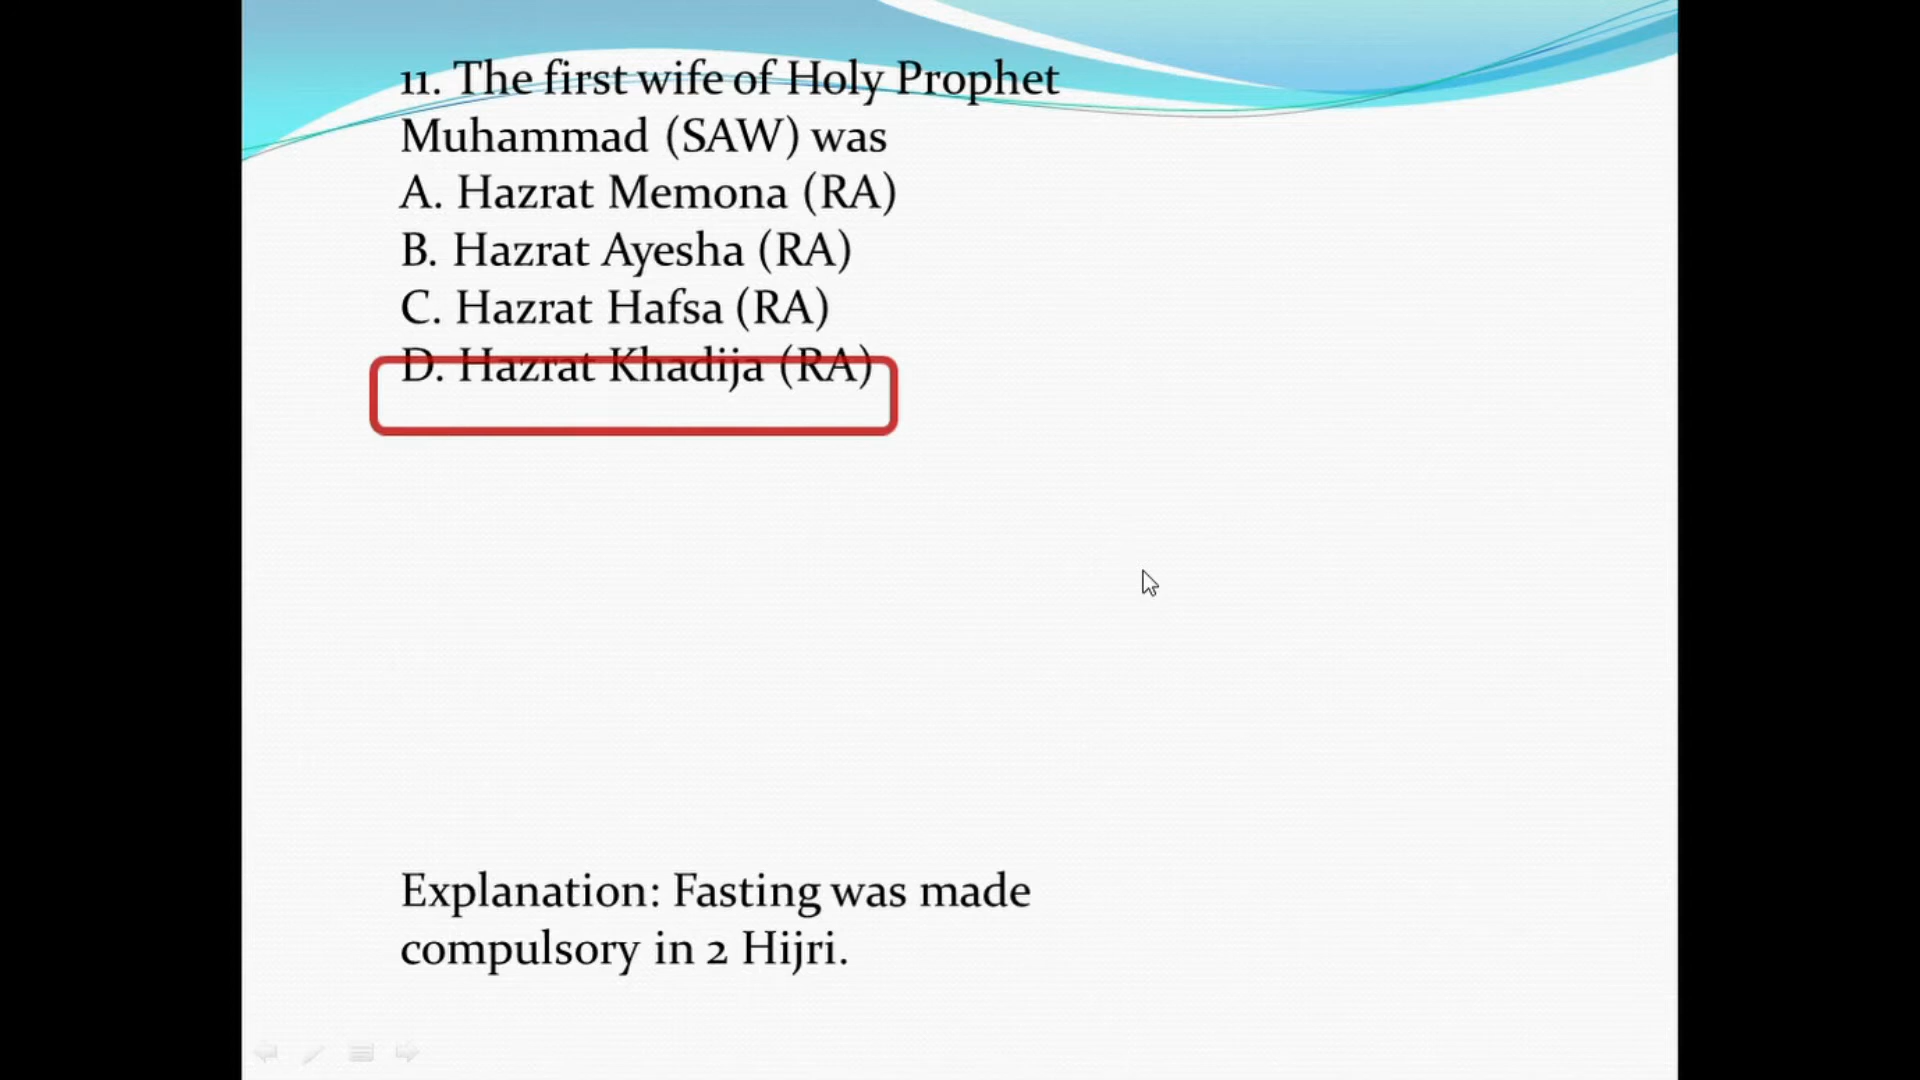 11. The first wife of Holy Prophet
Muhammad (SAW) was
A. Hazrat Memona (RA)
B. Hazrat Ayesha (RA)
C. Hazrat Hafsa (RA)
D. Hazrat Khadija (RA)
Explanation: Fasting was made
compulsory in 2 Hijri.